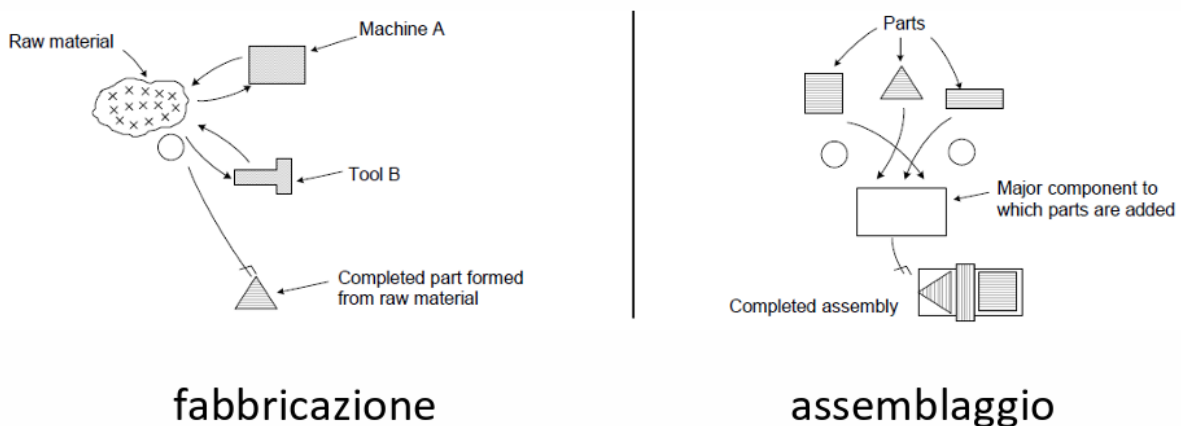 Raw material
Machine A
Tool B
Completed part formed
from raw material
fabbricazione
Parts
Major component to
which parts are added
Completed assembly
assemblaggio